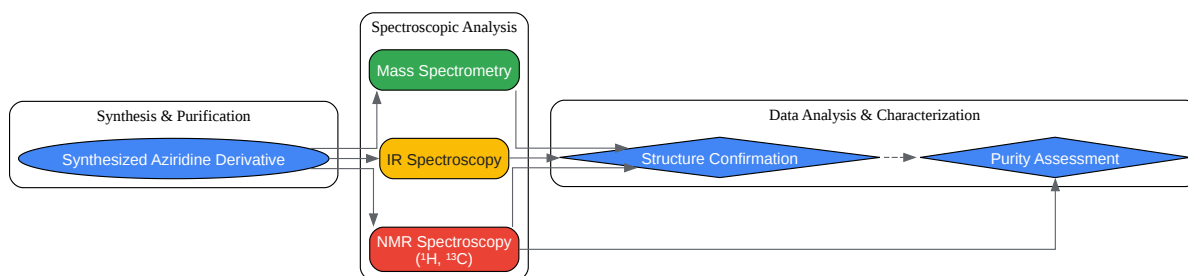 Spectroscopic Analysis
Mass Spectrometry
Synthesis & Purification
Data Analysis & Characterization
Synthesized Aziridine Derivative
IR Spectroscopy
Structure Confirmation
Purity Assessment
NMR Spectroscopy
(¹H, ¹³C)